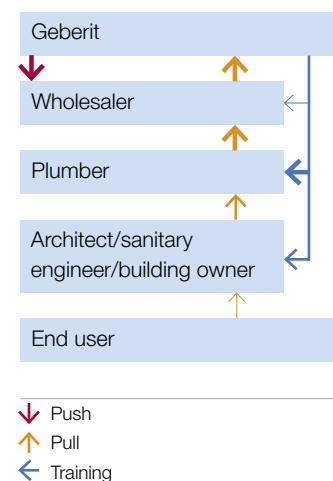 Geberit
Wholesaler
Plumber
Architect/sanitary
engineer/building owner
End user
Push
Pull
Training